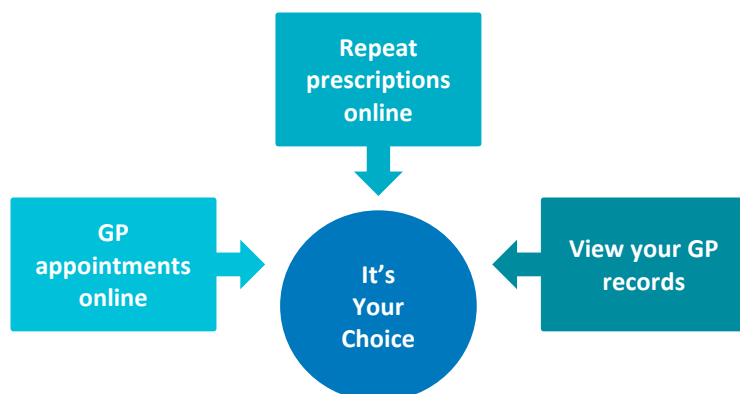 Repeat
prescriptions
online
GP
appointments
online
It’s
Your
Choice
View your GP
records